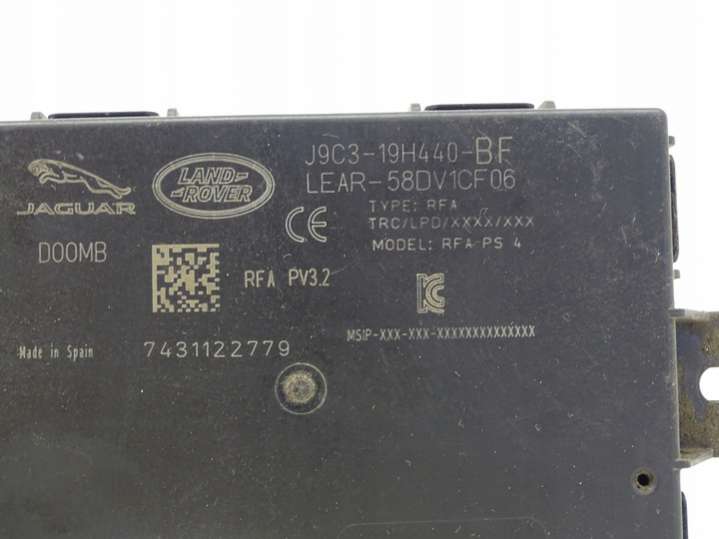 J9C3-19H440-BF
LEAR-58DV1CF06
JAGUAR
LAND-
ROVER
CE
TYPE: RFA
TRC/LPD/XXXX/XXX
MODEL: RFA-PS 4
D00MB
RFA PV3.2
MSIP-XXX-XXX-XXXXXXXXXXXXXX
Made in Spain
7431122779